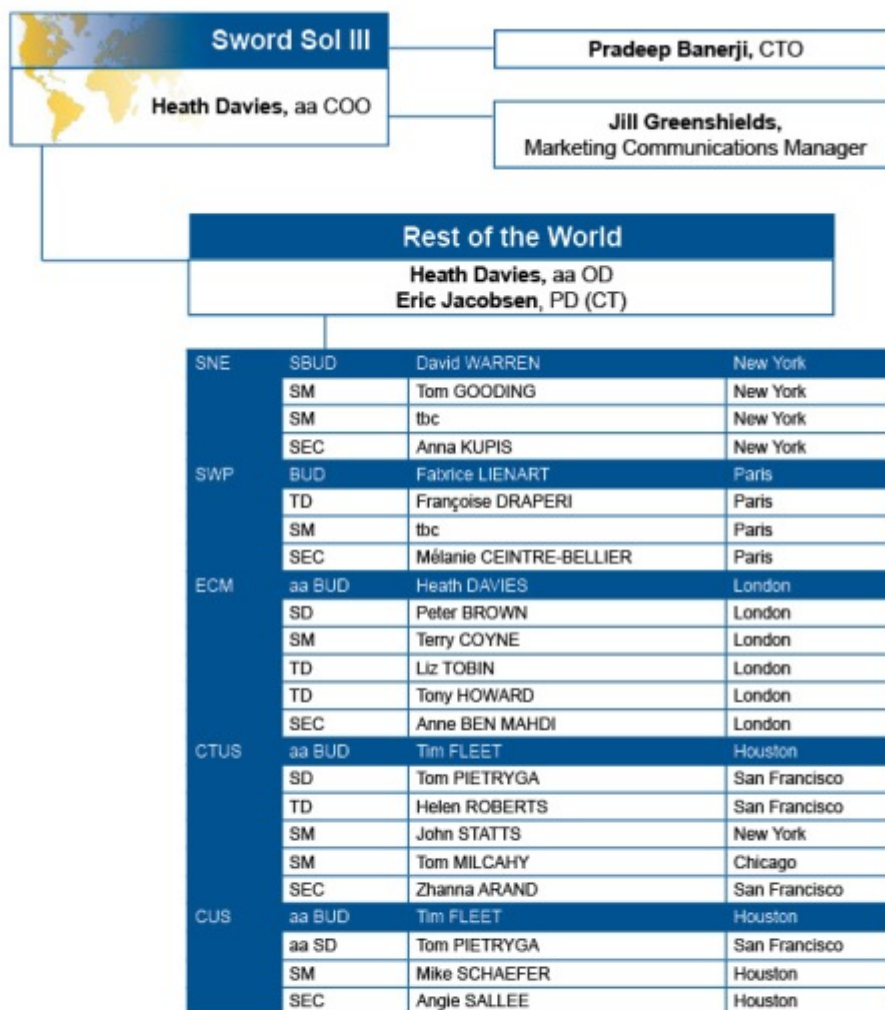 Sword Sol III
Heath Davies, aa COO
Pradeep Banerji, CTO
Jill Greenshields,
Marketing Communications Manager
Rest of the World
Heath Davies, aa OD
Eric Jacobsen, PD (CT)
SNE SBUD David WARREN New York
SM Tom GOODING New York
SM tbc New York
SEC Anna KUPIS New York
SWP BUD Fabrice LIENART Paris
TD Françoise DRAPERI Paris
SM tbc Paris
SEC Mélanie CEINTRE-BELLIER Paris
ECM aa BUD Heath DAVIES London
SD Peter BROWN London
SM Terry COYNE London
TD Liz TOBIN London
TD Tony HOWARD London
SEC Anne BEN MAHDI London
CTUS aa BUD Tim FLEET Houston
SD Tom PIETRYGA San Francisco
TD Helen ROBERTS San Francisco
SM John STATTS New York
SM Tom MILCAHY Chicago
SEC Zhanna ARAND San Francisco
CUS aa BUD Tim FLEET Houston
aa SD Tom PIETRYGA San Francisco
SM Mike SCHAEFER Houston
SEC Angie SALLEE Houston